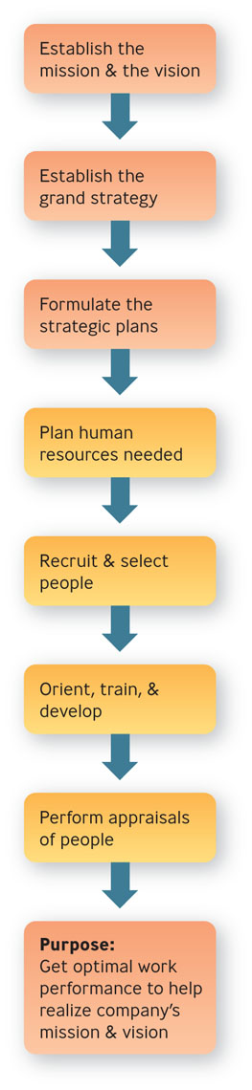 Establish the
mission & the vision
Establish the
grand strategy
Formulate the
strategic plans
Plan human
resources needed
Recruit & select
people
Orient, train, &
develop
Perform appraisals
of people
Purpose:
Get optimal work
performance to help
realize company’s
mission & vision